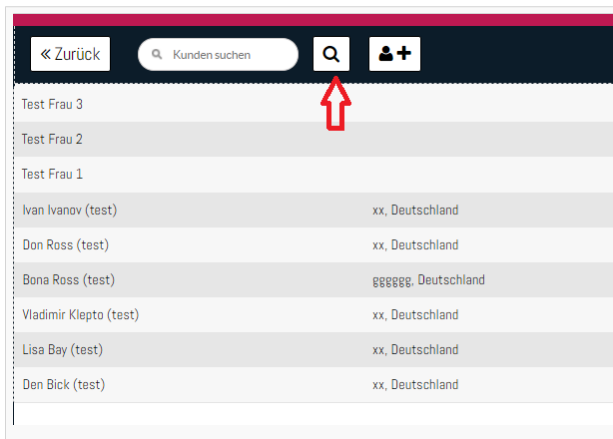 « Zurück Kunden suchen
Test Frau 3
Test Frau 2
Test Frau 1
Ivan Ivanov (test) xx, Deutschland
Don Ross (test) xx, Deutschland
Bona Ross (test) gggggg, Deutschland
Vladimir Klepto (test) xx, Deutschland
Lisa Bay (test) xx, Deutschland
Den Bick (test) xx, Deutschland